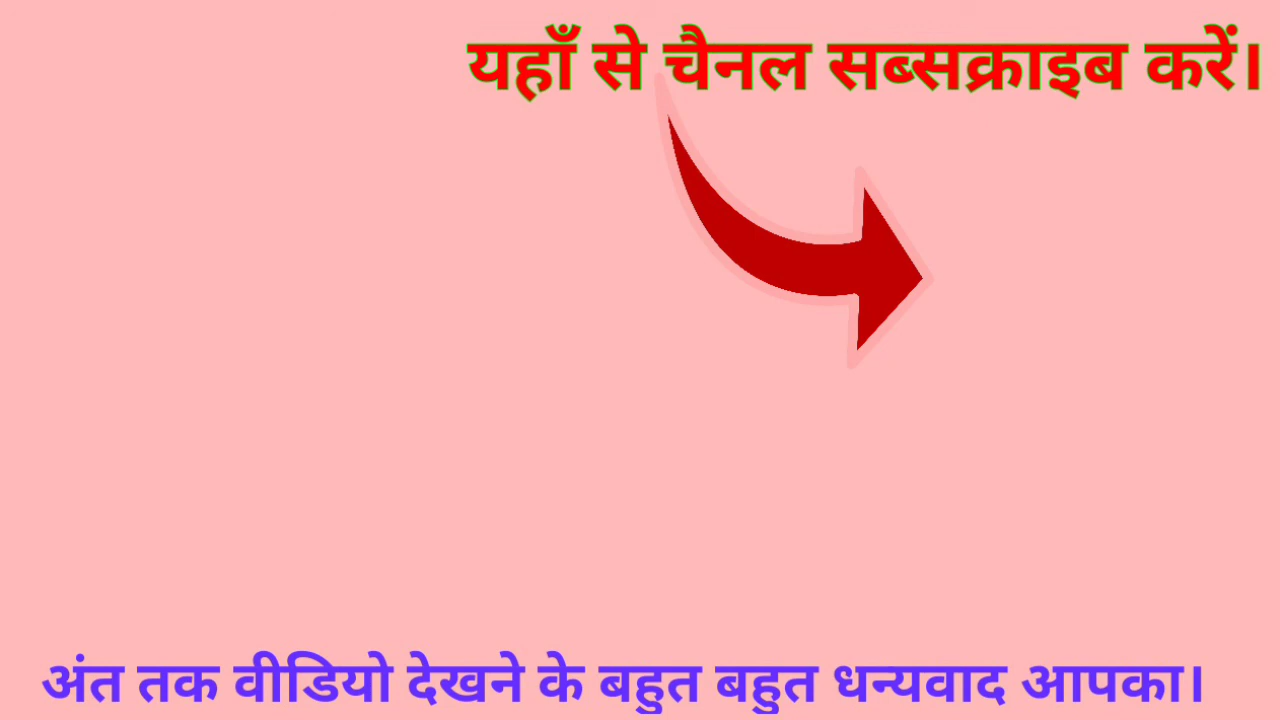 यहाँ से चैनल सब्सक्राइब करें।
अंत तक वीडियो देखने के बहुत बहुत धन्यवाद आपका।